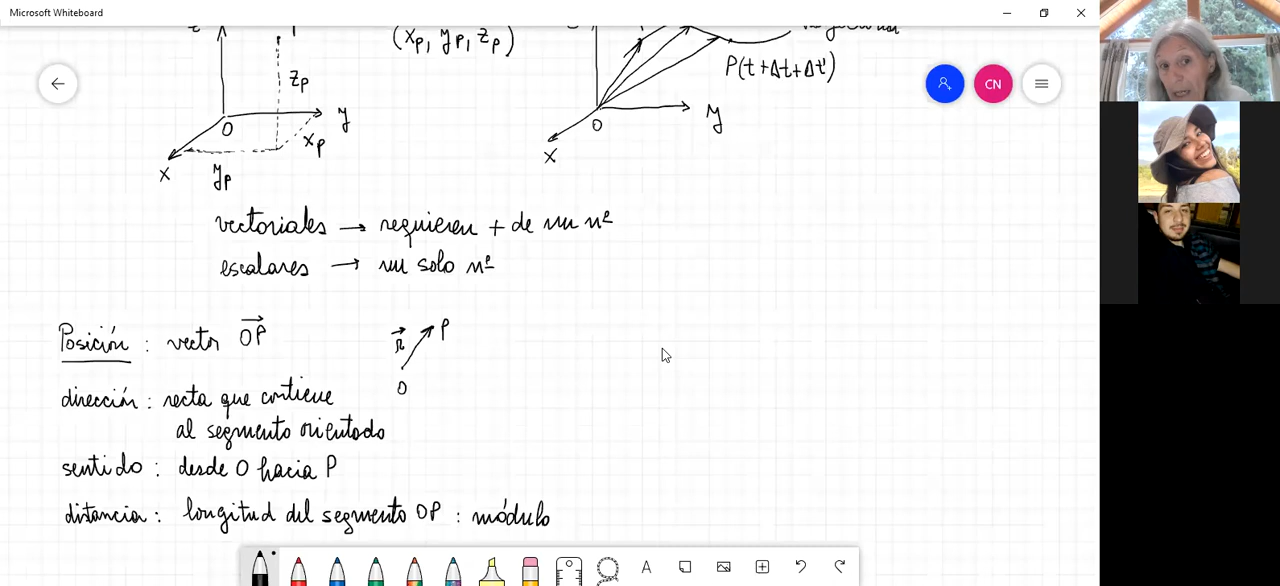 Microsoft Whiteboard
(xp, yp, zp)
P(t+Δt+Δt')
zp
y
O
xp
x
yp
y
O
x
CN
vectoriales → requieren + de un nº
escalares → un solo nº
Posición : vector OP
r
P
O
dirección : recta que contiene
al segmento orientado
sentido : desde O hacia P
distancia : longitud del segmento OP : módulo
A